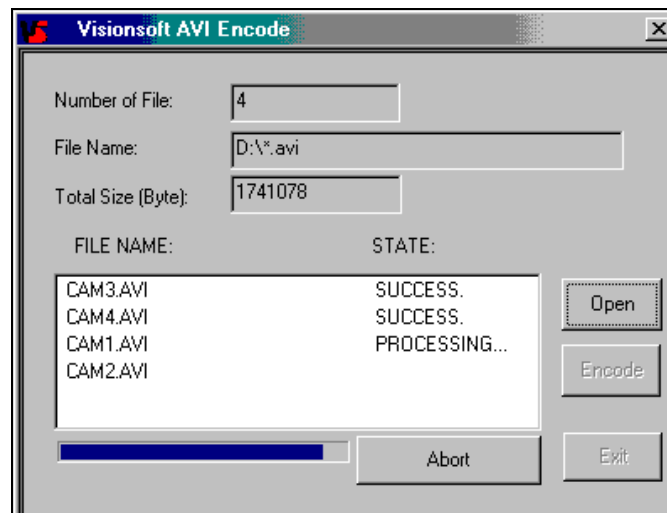 VS Visionsoft AVI Encode
Number of File: 4
File Name: D:\*.avi
Total Size (Byte): 1741078
FILE NAME: STATE:
CAM3.AVI SUCCESS.
CAM4.AVI SUCCESS.
Open
CAM1.AVI PROCESSING...
CAM2.AVI
Encode
Abort
Exit